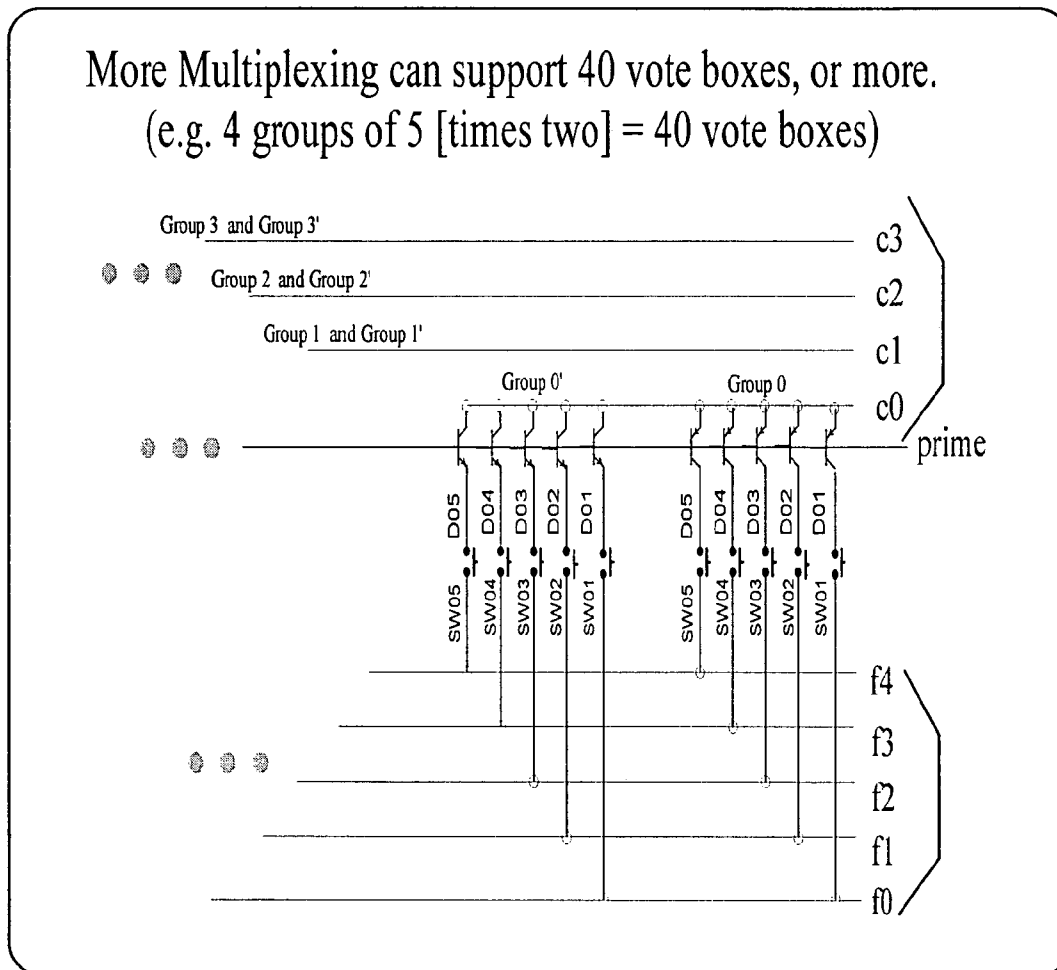 More Multiplexing can support 40 vote boxes, or more.
(e.g. 4 groups of 5 [times two] = 40 vote boxes)
Group 3 and Group 3'
c3
Group 2 and Group 2'
c2
Group 1 and Group 1'
c1
Group 0'
Group 0
c0
prime
D05
D04
D03
D02
D01
D05
D04
D03
D02
D01
SW05
SW04
SW03
SW02
SW01
SW05
SW04
SW03
SW02
SW01
f4
f3
f2
f1
f0